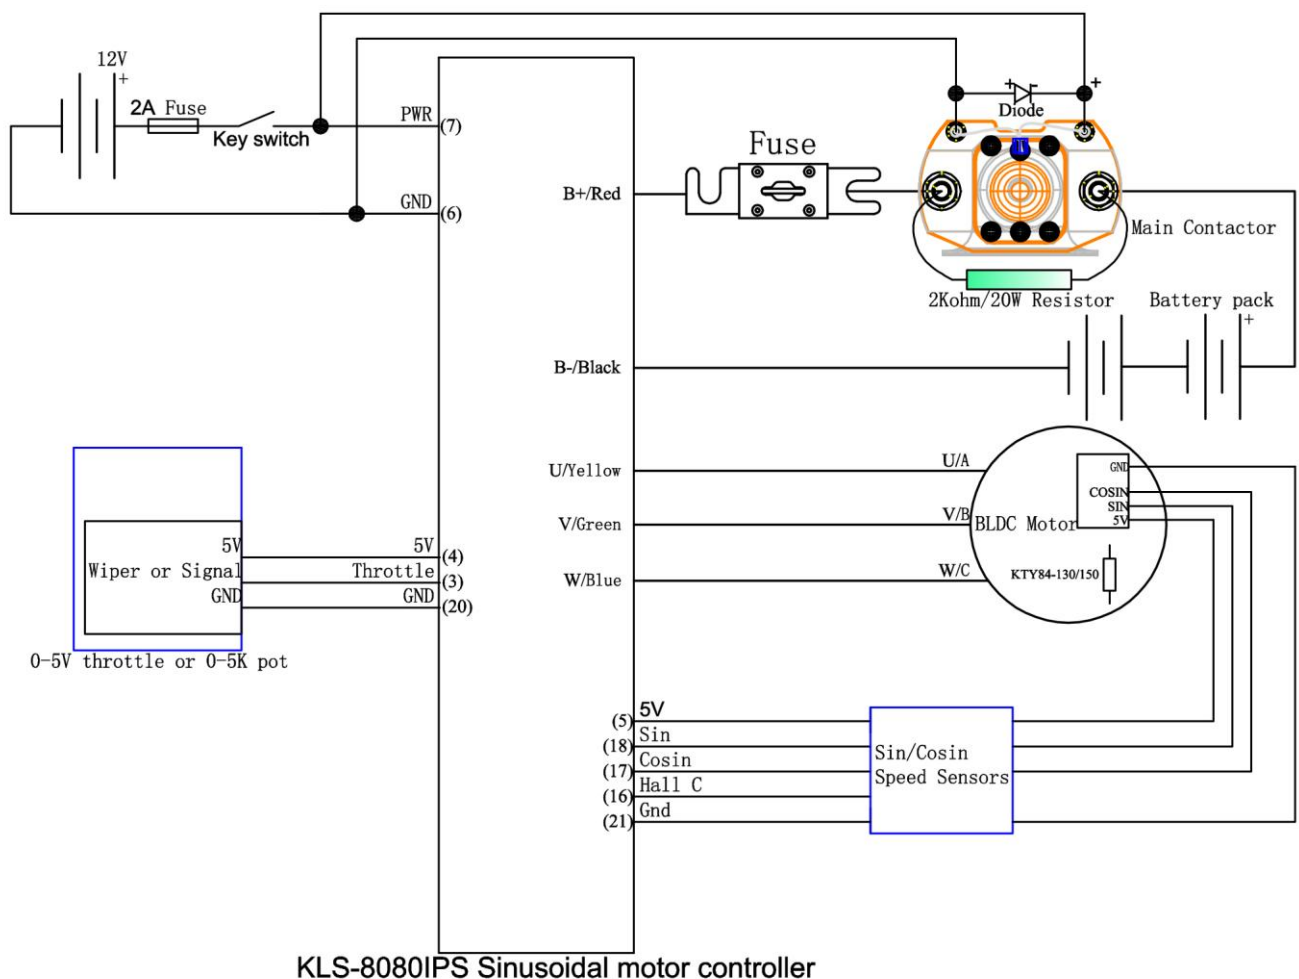 12V
+
2A Fuse
Key switch
PWR
(7)
GND
(6)
+ -
Diode
+
Fuse
B+/Red
Main Contactor
2Kohm/20W Resistor
Battery pack
+
B-/Black
U/Yellow
U/A
GND
COSIN
SIN
5V
V/Green
V/B
BLDC Motor
W/Blue
W/C
KTY84-130/150
5V
5V
(4)
Wiper or Signal
Throttle
(3)
GND
GND
(20)
0-5V throttle or 0-5K pot
(5)
5V
(18)
Sin
(17)
Cosin
(16)
Hall C
(21)
Gnd
Sin/Cosin
Speed Sensors
KLS-8080IPS Sinusoidal motor controller